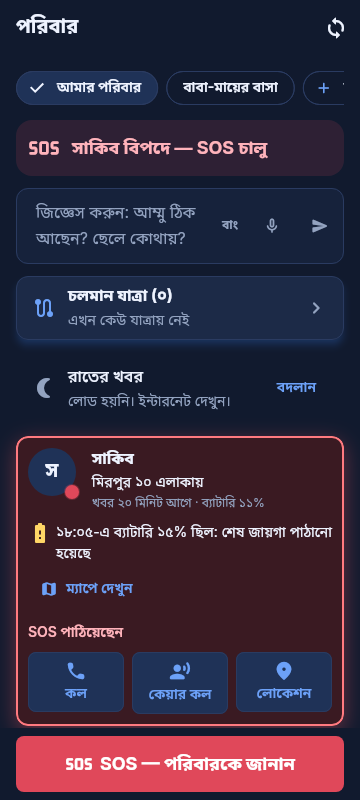 পরিবার
আমার পরিবার
বাবা-মায়ের বাসা
SOS সাকিব বিপদে — SOS চালু
জিজ্ঞেস করুন: আম্মু ঠিক
আছেন? ছেলে কোথায়?
বাং
চলমান যাত্রা (০)
এখন কেউ যাত্রায় নেই
রাতের খবর
লোড হয়নি। ইন্টারনেট দেখুন।
বদলান
স
সাকিব
মিরপুর ১০ এলাকায়
খবর ২০ মিনিট আগে · ব্যাটারি ১১%
১৮:০৫-এ ব্যাটারি ১৫% ছিল: শেষ জায়গা পাঠানো
হয়েছে
ম্যাপে দেখুন
SOS পাঠিয়েছেন
কল
কেয়ার কল
লোকেশন
SOS SOS — পরিবারকে জানান